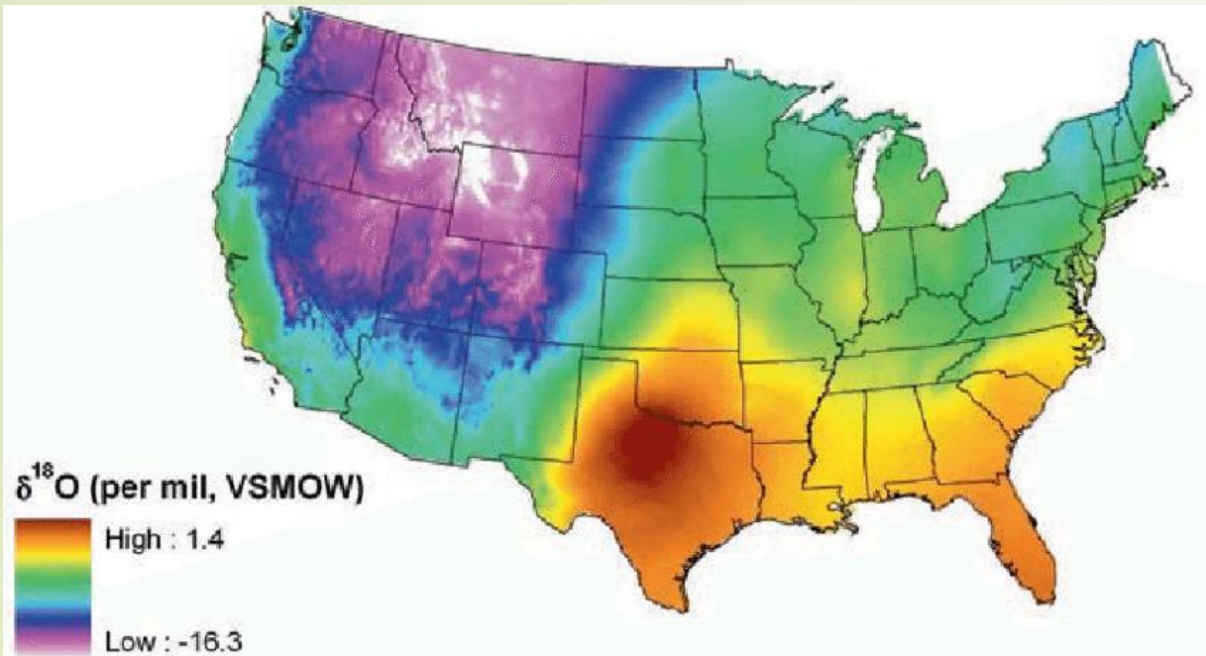 δ¹⁸O (per mil, VSMOW)
High : 1.4
Low : -16.3